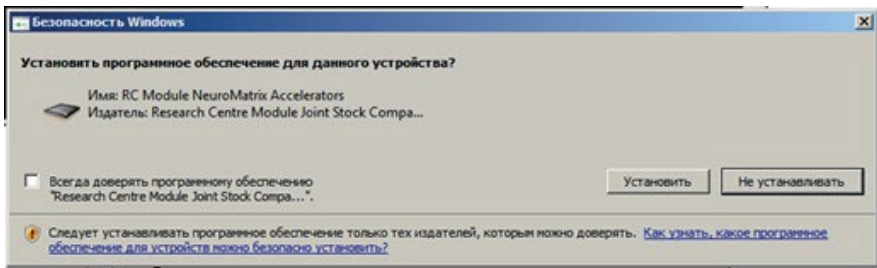 Безопасность Windows
Установить программное обеспечение для данного устройства?
Имя: RC Module NeuroMatrix Accelerators
Издатель: Research Centre Module Joint Stock Compa...
Всегда доверять программному обеспечению
"Research Centre Module Joint Stock Compa...".
Установить
Не устанавливать
Следует устанавливать программное обеспечение только тех издателей, которым можно доверять. Как узнать, какое программное
обеспечение для устройств можно безопасно установить?